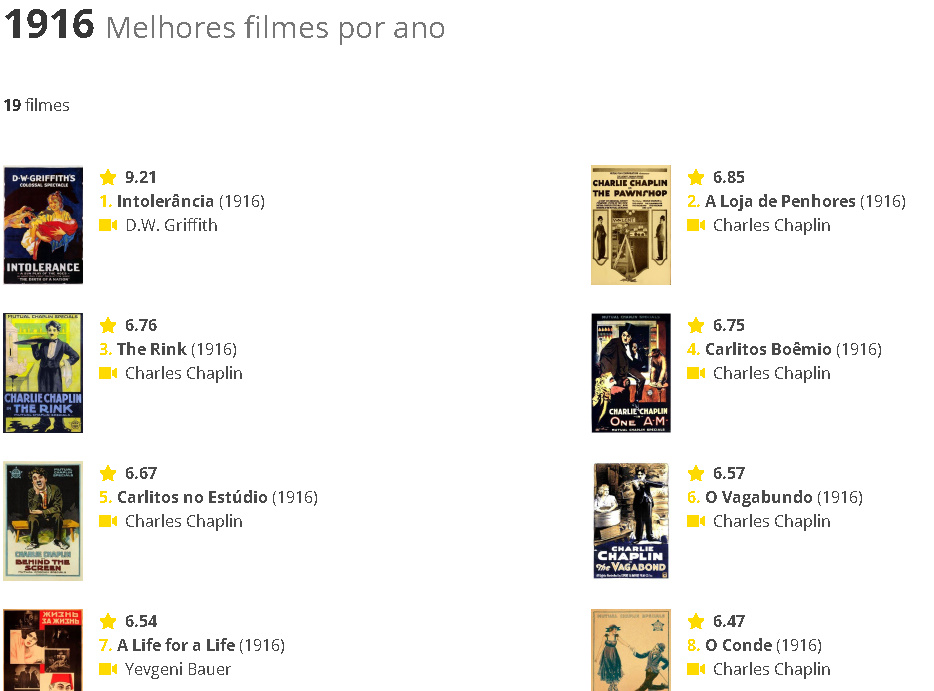 1916 Melhores filmes por ano
19 filmes
D·W·GRIFFITH'S
COLOSSAL SPECTACLE
INTOLERANCE
9.21
1. Intolerância (1916)
D.W. Griffith
CHARLIE CHAPLIN
IN
THE PAWNSHOP
6.85
2. A Loja de Penhores (1916)
Charles Chaplin
MUTUAL CHAPLIN SPECIALS
CHARLIE CHAPLIN
IN THE RINK
MUTUAL CHAPLIN SPECIALS
6.76
3. The Rink (1916)
Charles Chaplin
MUTUAL CHAPLIN SPECIALS
CHARLIE CHAPLIN
ONE A·M·
MUTUAL CHAPLIN SPECIALS
6.75
4. Carlitos Boêmio (1916)
Charles Chaplin
MUTUAL
CHAPLIN
SPECIALS
CHARLIE CHAPLIN
BEHIND THE
SCREEN
6.67
5. Carlitos no Estúdio (1916)
Charles Chaplin
CHARLIE
CHAPLIN
in The VAGABOND
6.57
6. O Vagabundo (1916)
Charles Chaplin
ЖИЗНЬ
ЗА ЖИЗНЬ
6.54
7. A Life for a Life (1916)
Yevgeni Bauer
MUTUAL CHAPLIN SPECIALS
6.47
8. O Conde (1916)
Charles Chaplin